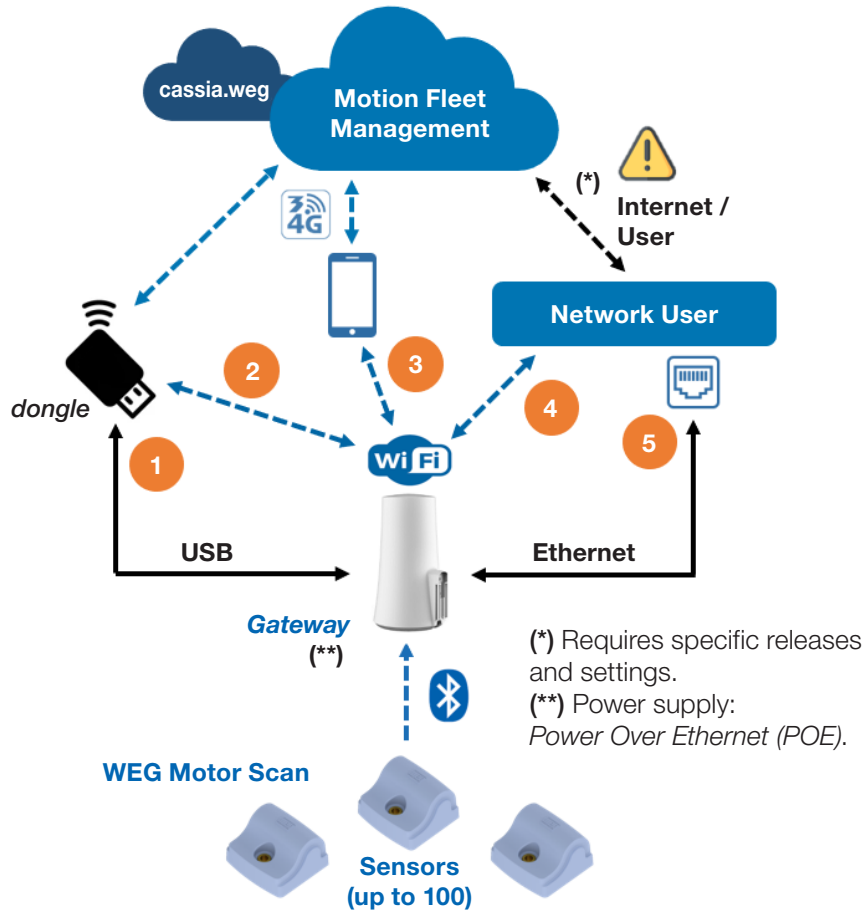 cassia.weg
Motion Fleet
Management
(*)
Internet /
User
3.
4G
Network User
dongle
2
3
4
5
1
Wi Fi
USB
Ethernet
Gateway
(**)
(*) Requires specific releases
and settings.
(**) Power supply:
Power Over Ethernet (POE).
WEG Motor Scan
Sensors
(up to 100)